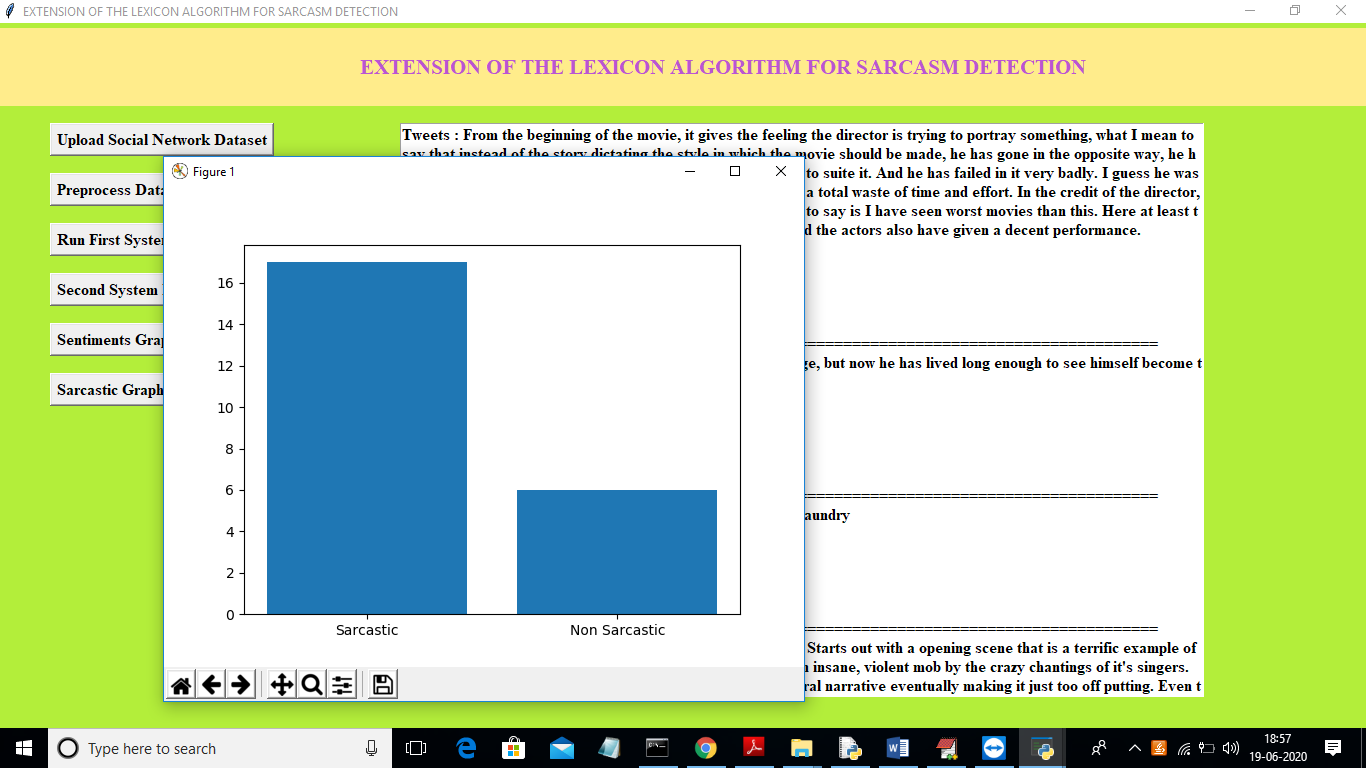 EXTENSION OF THE LEXICON ALGORITHM FOR SARCASM DETECTION
EXTENSION OF THE LEXICON ALGORITHM FOR SARCASM DETECTION
Upload Social Network Dataset
Preprocess
Run First
Second System
Sentiments
Sarcastic Graph
Tweets : From the beginning of the movie, it gives the feeling the director is trying to portray something, what I mean to
say that instead of the story dictating the style in which the movie should be made, he has gone in the opposite way, he h
to suite it. And he has failed in it very badly. I guess he was
a total waste of time and effort. In the credit of the director,
to say is I have seen worst movies than this. Here at least t
the actors also have given a decent performance.
=======================================
, but now he has lived long enough to see himself become t
=======================================
aundry
=======================================
Starts out with a opening scene that is a terrific example of
insane, violent mob by the crazy chantings of it's singers.
narrative eventually making it just too off putting. Even t
Figure 1
16
14
12
10
8
6
4
2
0
Sarcastic
Non Sarcastic
Type here to search
18:57
19-06-2020